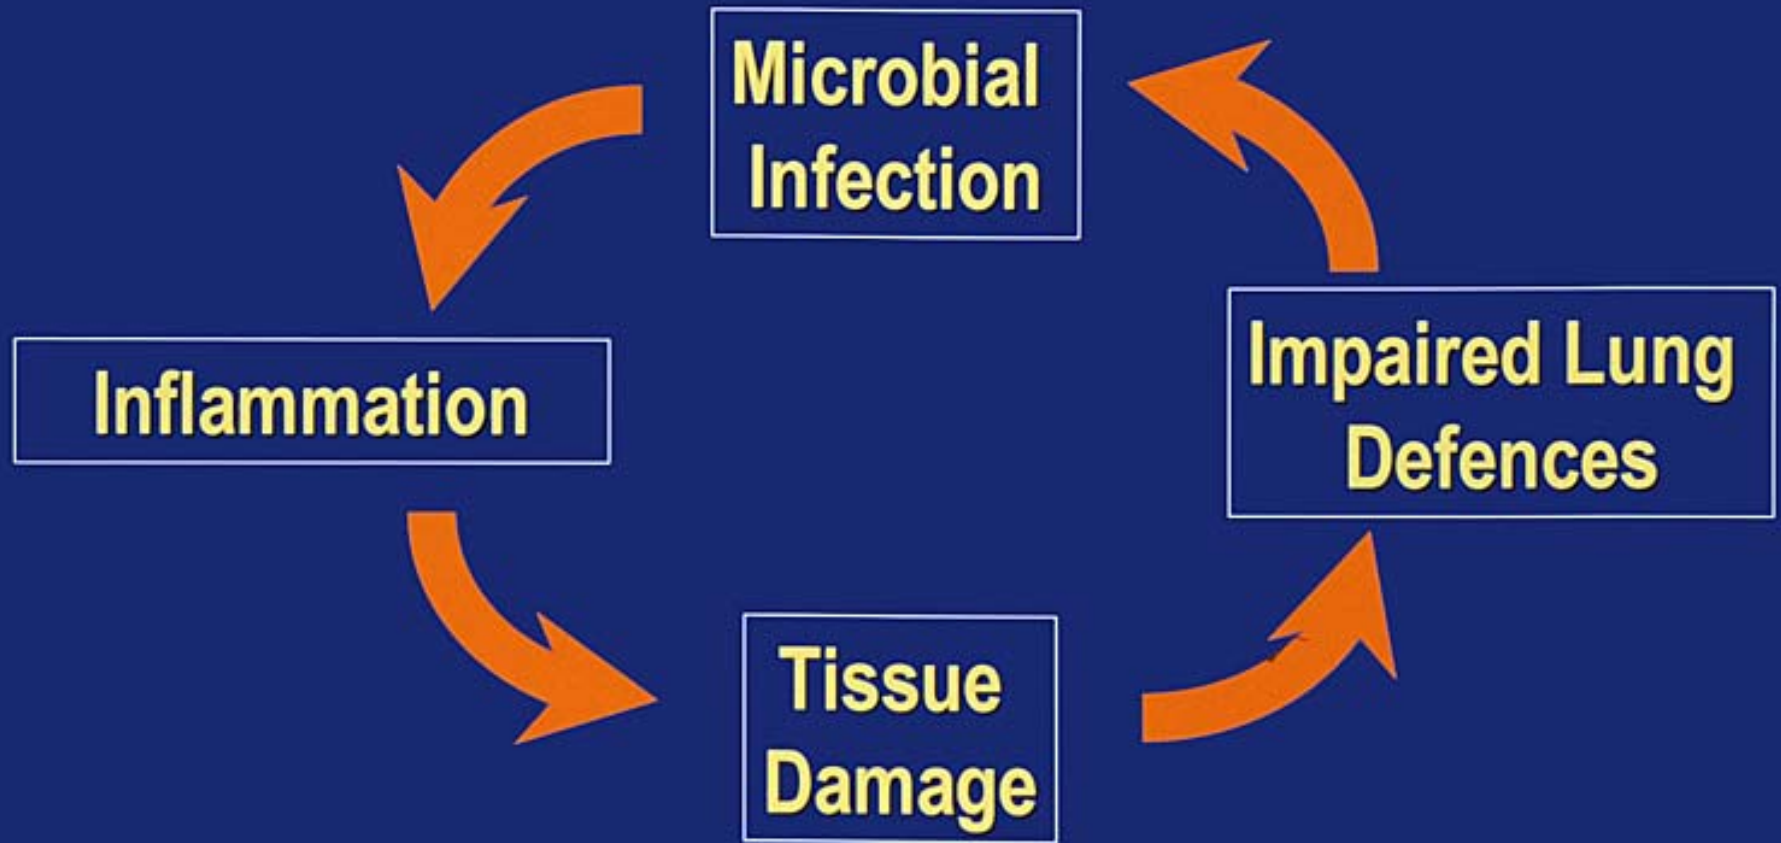 Microbial
Infection
Inflammation
Impaired Lung
Defences
Tissue
Damage